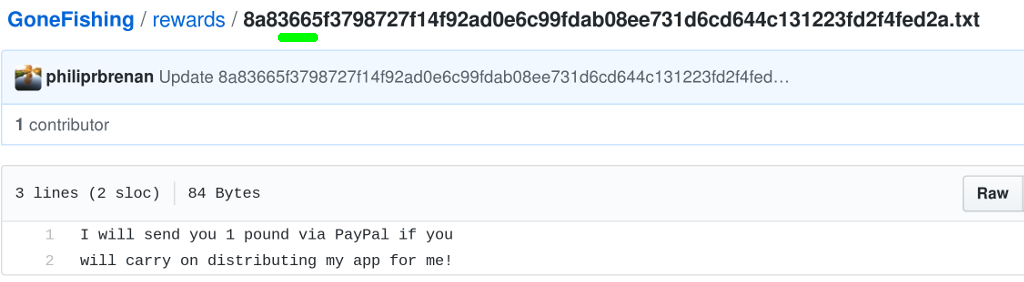 GoneFishing / rewards / 8a83665f3798727f14f92ad0e6c99fdab08ee731d6cd644c131223fd2f4fed2a.txt
philiprbrenan Update 8a83665f3798727f14f92ad0e6c99fdab08ee731d6cd644c131223fd2f4fed…
1 contributor
3 lines (2 sloc) 84 Bytes Raw
1 I will send you 1 pound via PayPal if you
2 will carry on distributing my app for me!